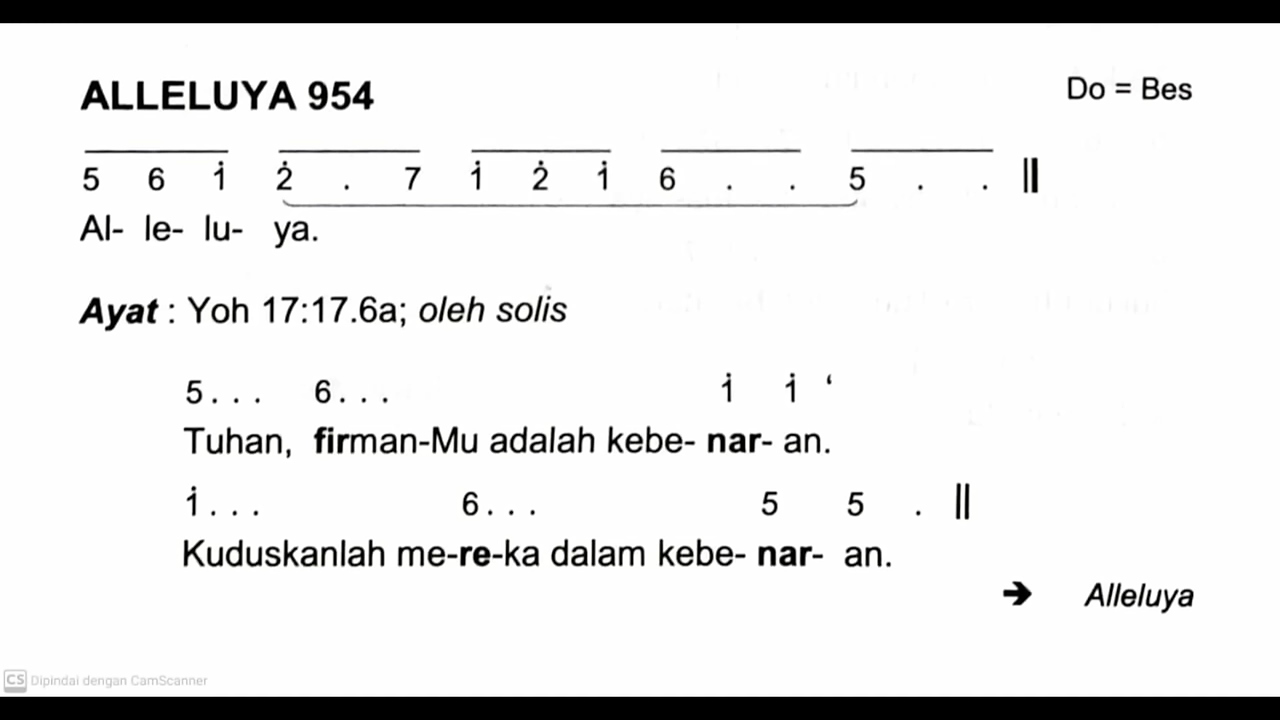 ALLELUYA 954 Do = Bes
5 6 1̇ 2̇ . 7 1̇ 2̇ 1̇ 6 . . 5 . . ||
Al- le- lu- ya.
Ayat : Yoh 17:17.6a; oleh solis
5 . . . 6 . . . 1̇ 1̇ ‘
Tuhan, firman-Mu adalah kebe- nar- an.
1̇ . . . 6 . . . 5 5 . ||
Kuduskanlah me-re-ka dalam kebe- nar- an.
➔ Alleluya
CS Dipindai dengan CamScanner